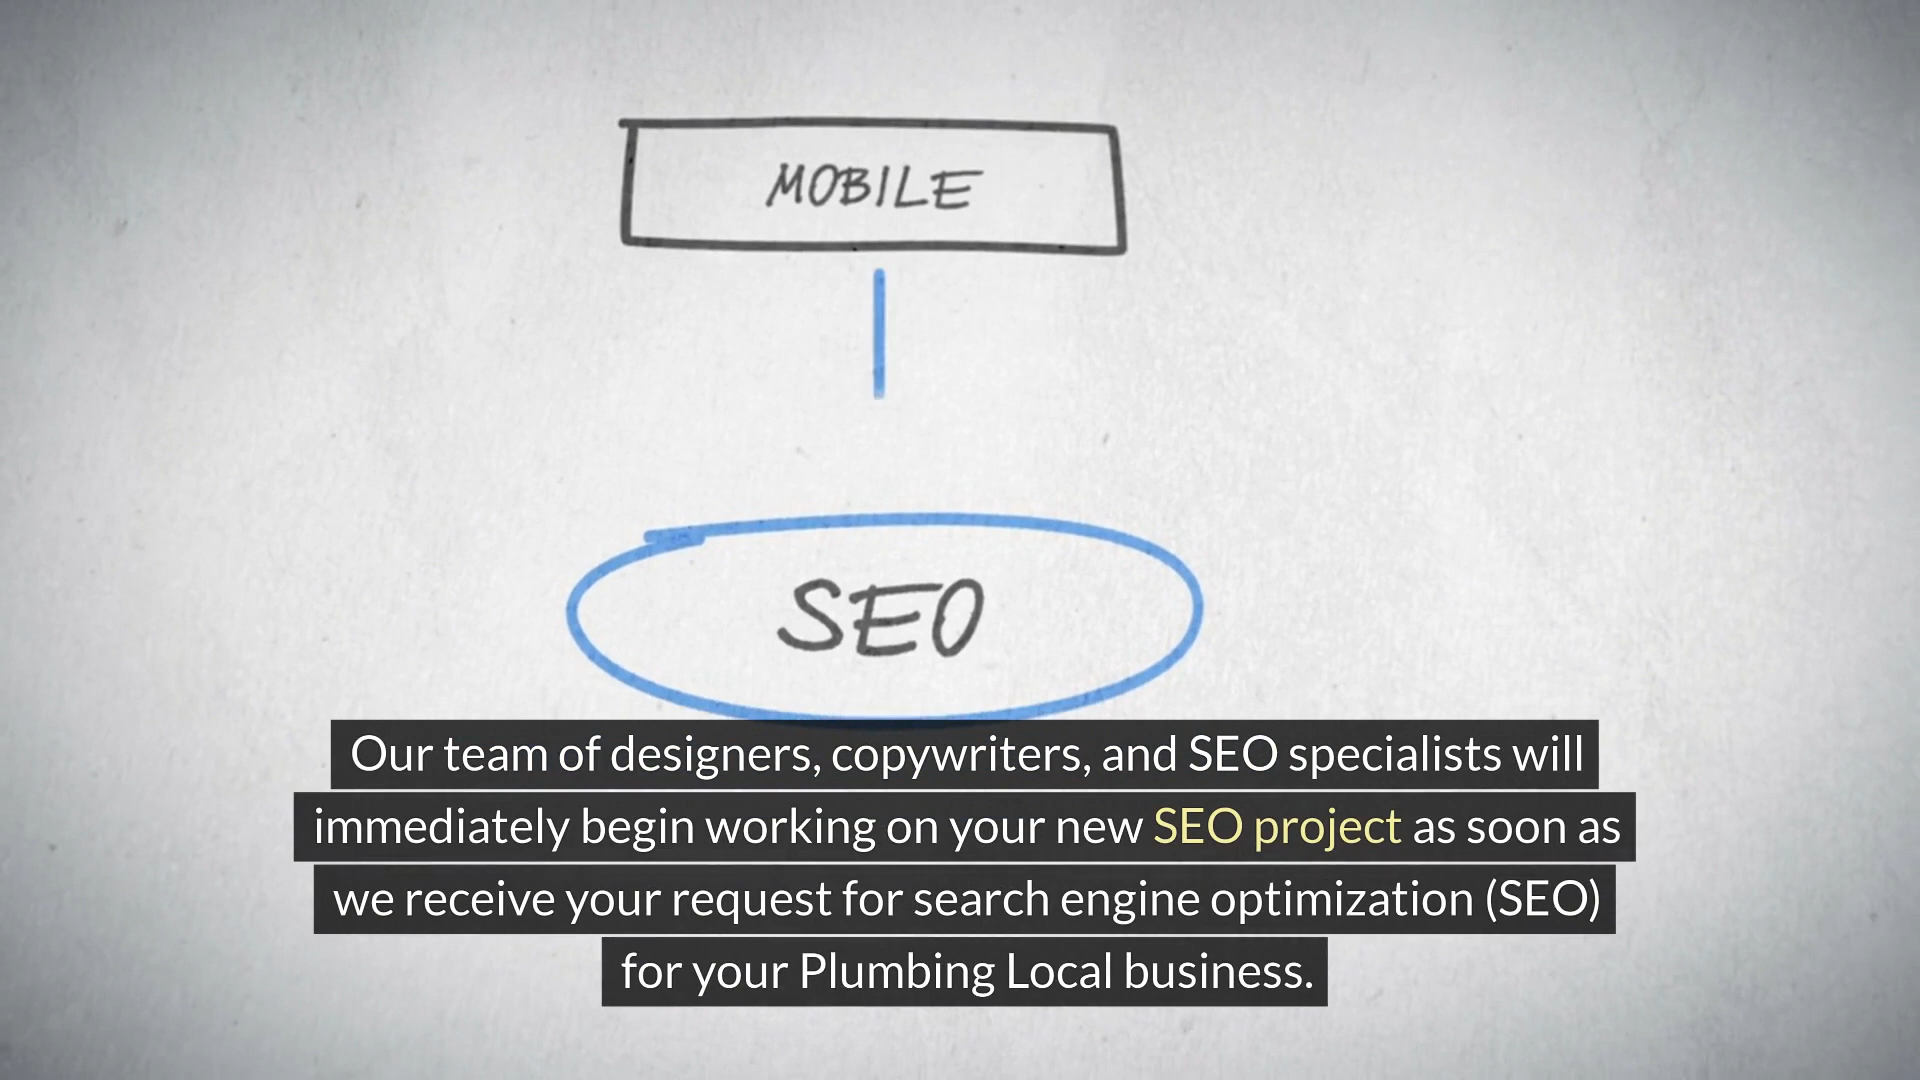 MOBILE
SEO
Our team of designers, copywriters, and SEO specialists will
immediately begin working on your new SEO project as soon as
we receive your request for search engine optimization (SEO)
for your Plumbing Local business.